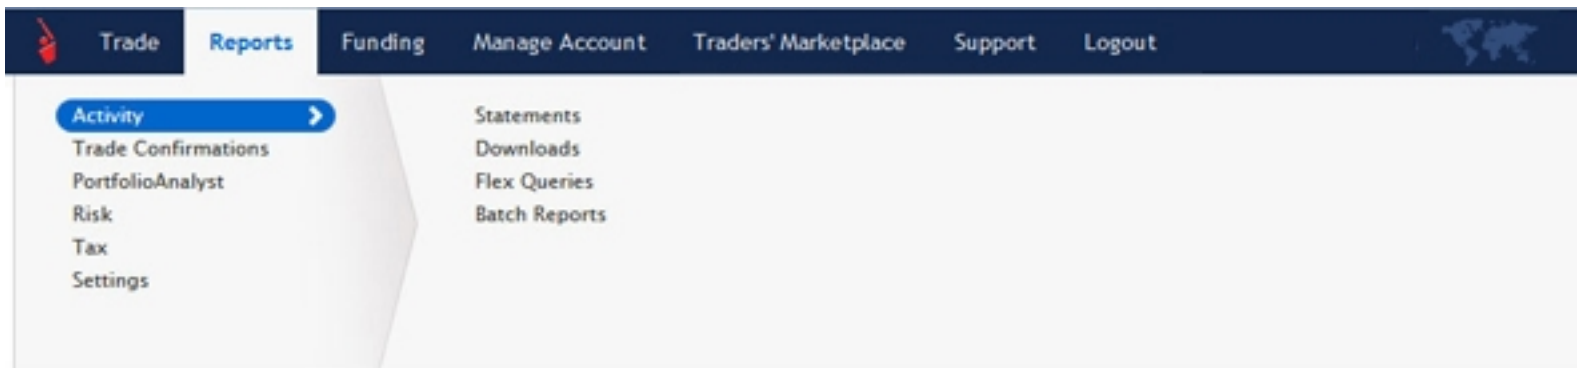 Trade Reports Funding Manage Account Traders' Marketplace Support Logout
Activity
Trade Confirmations
PortfolioAnalyst
Risk
Tax
Settings
Statements
Downloads
Flex Queries
Batch Reports